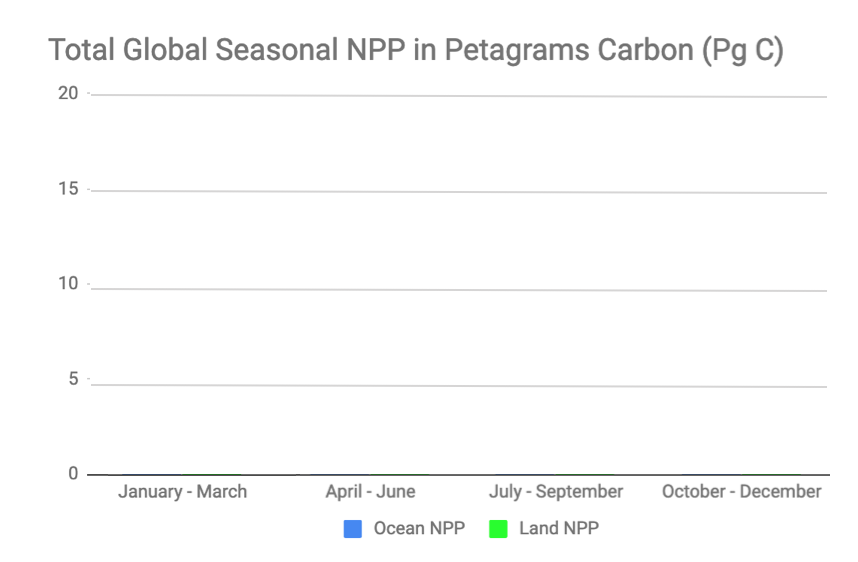 Total Global Seasonal NPP in Petagrams Carbon (Pg C)
20
15
10
5
0
January - March April - June July - September October - December
Ocean NPP Land NPP